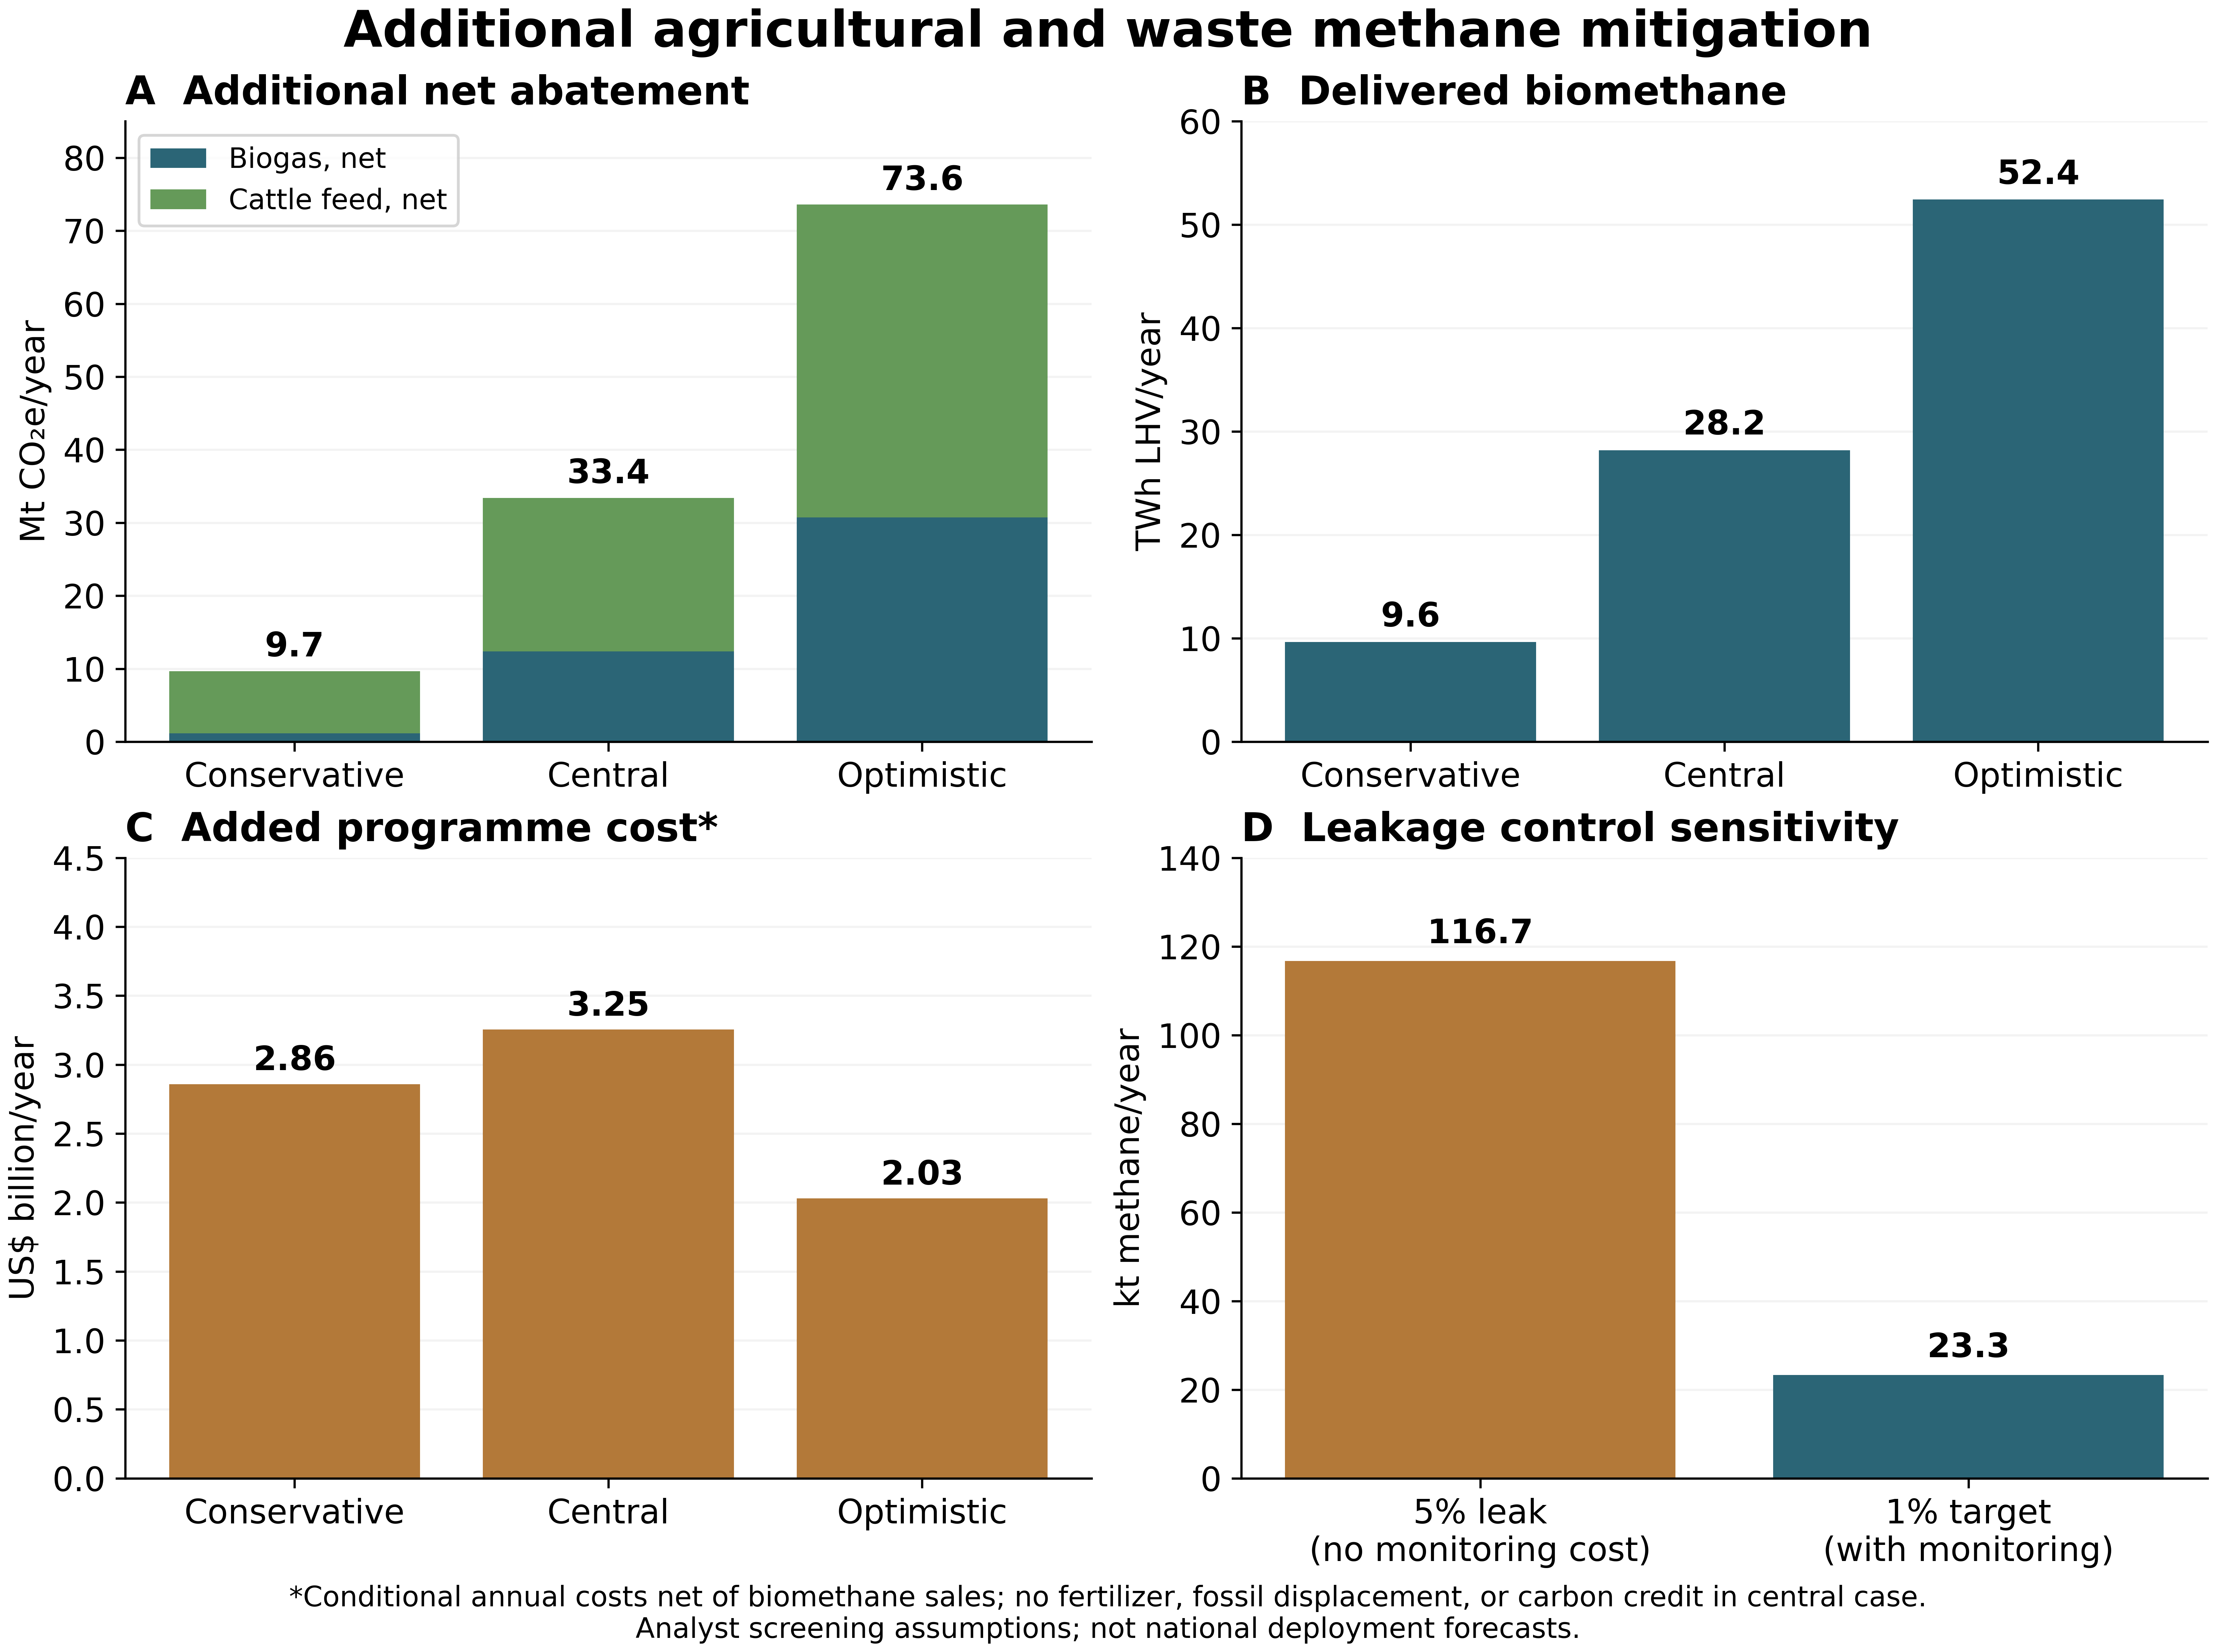 Additional agricultural and waste methane mitigation
A Additional net abatement
Mt CO₂e/year
80
70
60
50
40
30
20
10
0
Biogas, net
Cattle feed, net
9.7
33.4
73.6
Conservative
Central
Optimistic
B Delivered biomethane
TWh LHV/year
60
50
40
30
20
10
0
9.6
28.2
52.4
Conservative
Central
Optimistic
C Added programme cost*
US$ billion/year
4.5
4.0
3.5
3.0
2.5
2.0
1.5
1.0
0.5
0.0
2.86
3.25
2.03
Conservative
Central
Optimistic
D Leakage control sensitivity
kt methane/year
140
120
100
80
60
40
20
0
116.7
23.3
5% leak
(no monitoring cost)
1% target
(with monitoring)
*Conditional annual costs net of biomethane sales; no fertilizer, fossil displacement, or carbon credit in central case.
Analyst screening assumptions; not national deployment forecasts.